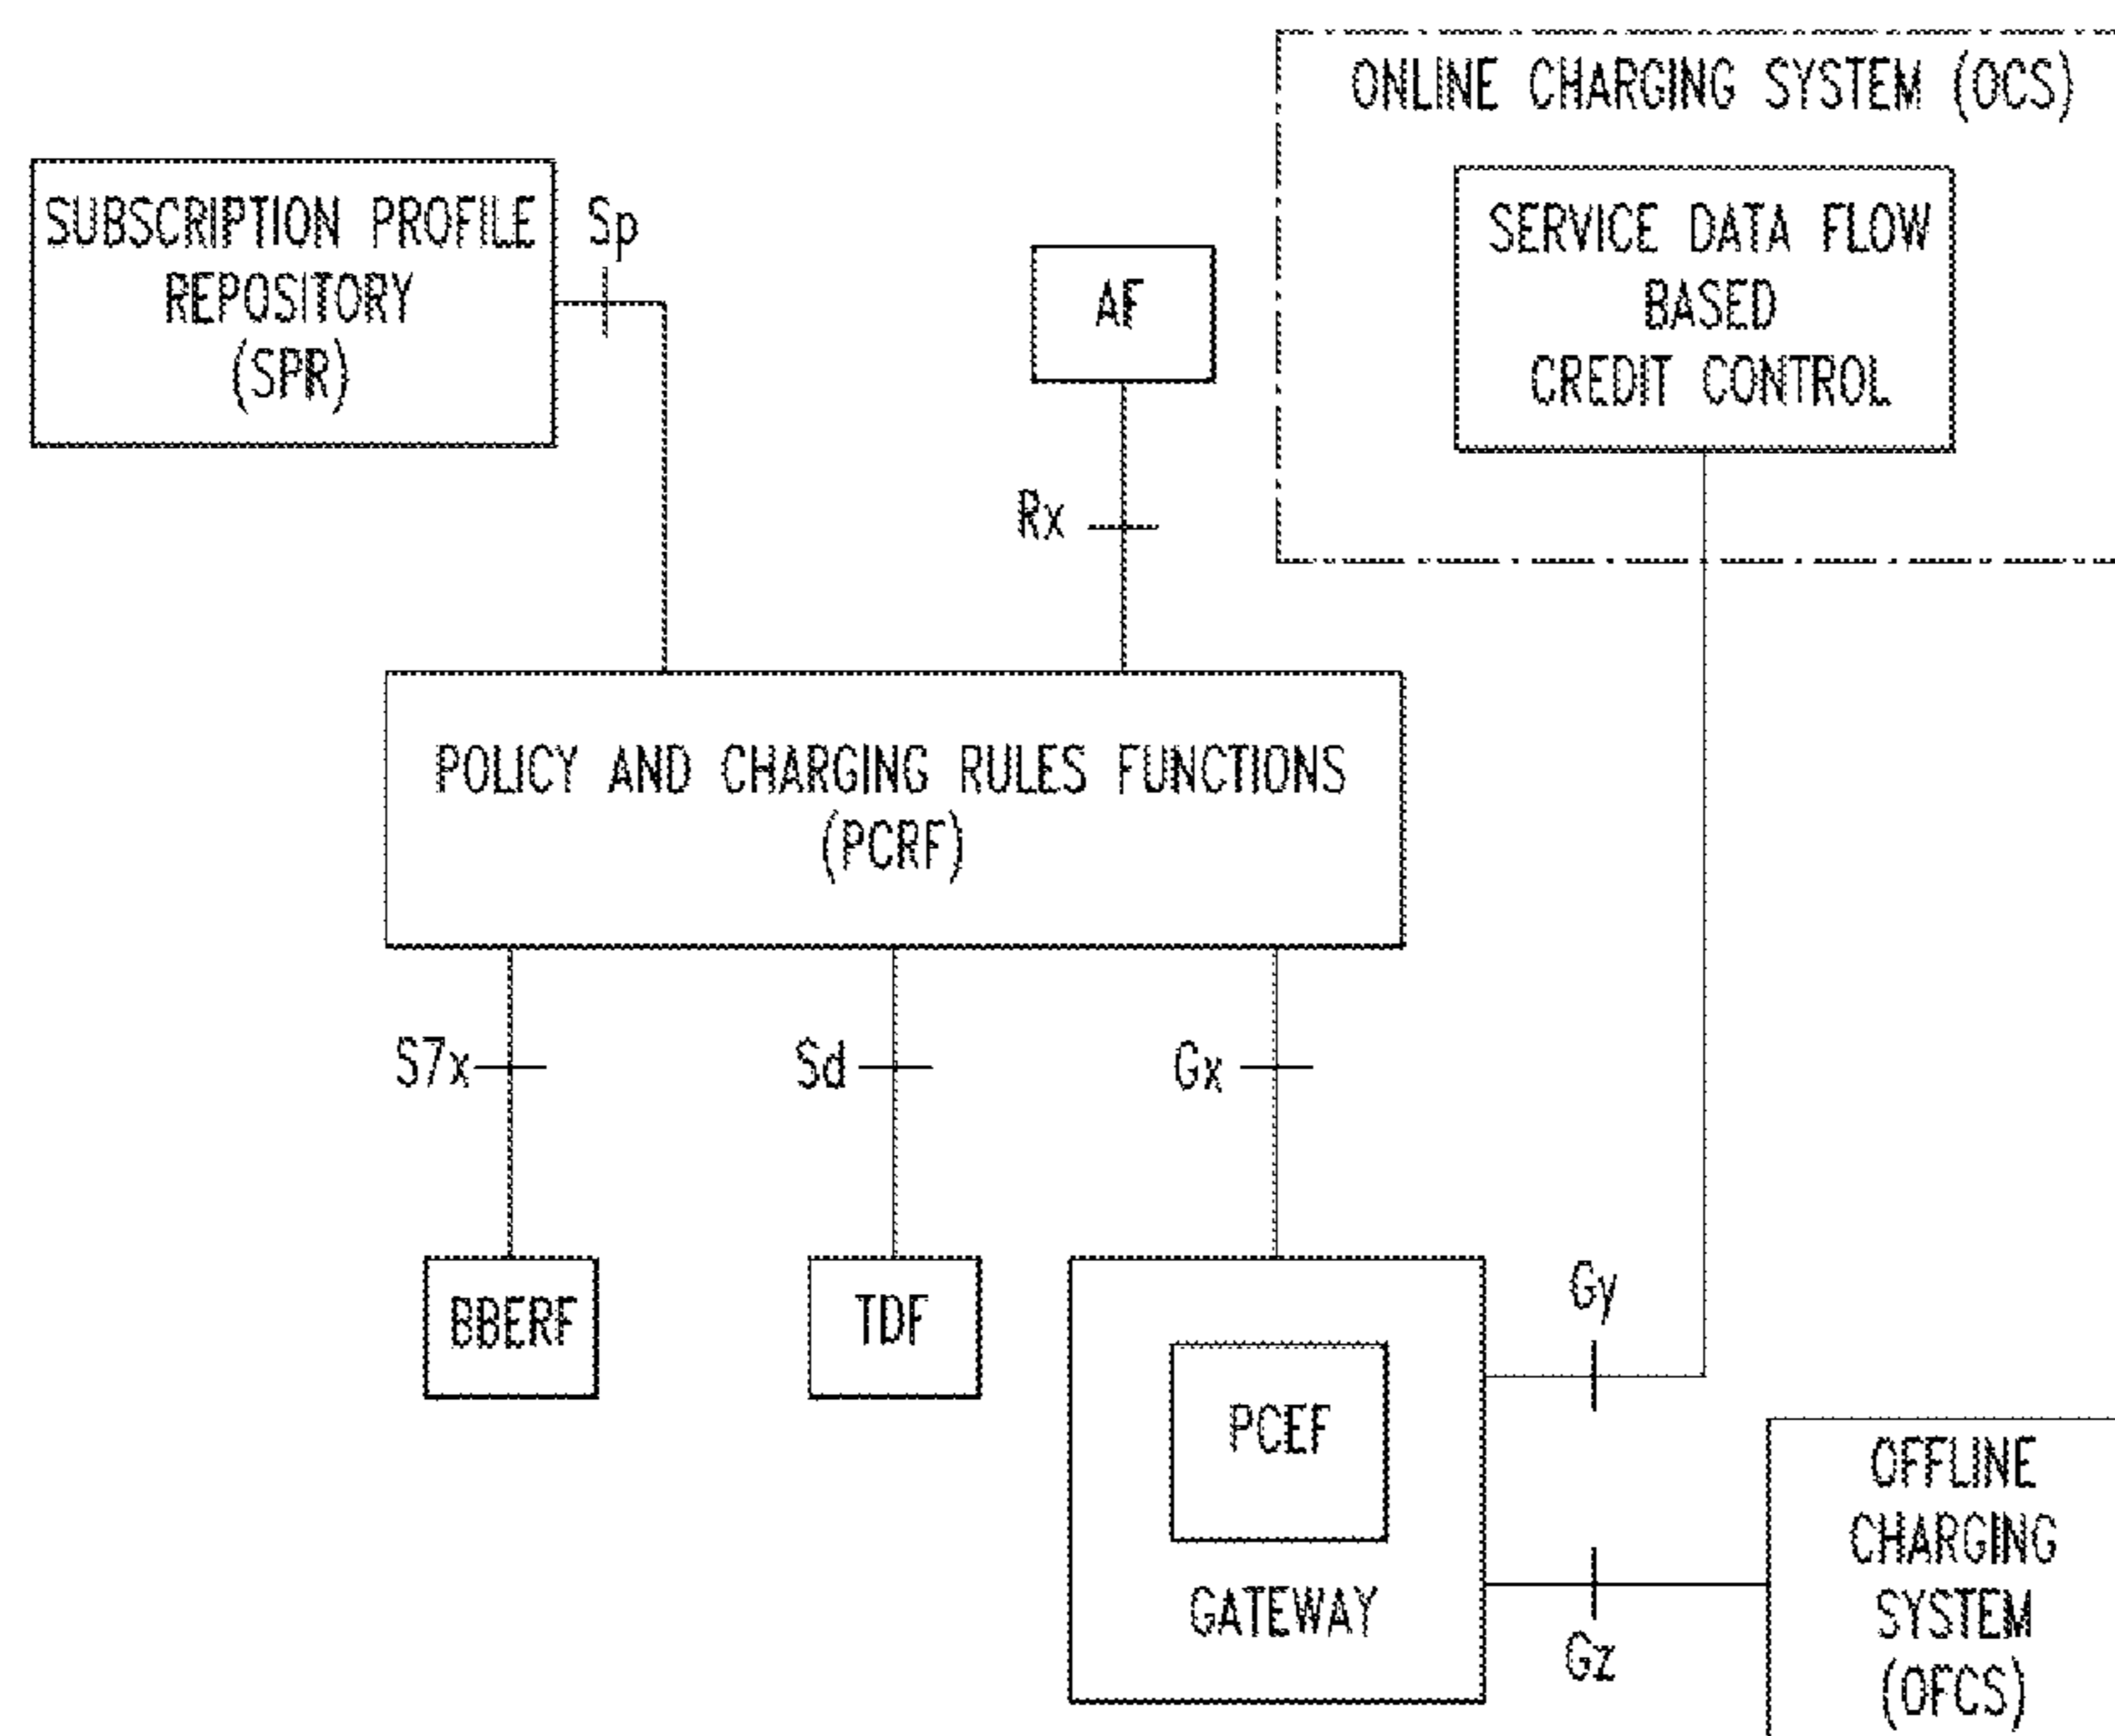 ONLINE CHARGING SYSTEM (OCS)
SUBSCRIPTION PROFILE
REPOSITORY
(SPR)
Sp
AF
SERVICE DATA FLOW
BASED
CREDIT CONTROL
Rx
POLICY AND CHARGING RULES FUNCTIONS
(PCRF)
S7x
Sd
Gx
BBERF
TDF
PCEF
GATEWAY
Gy
Gz
OFFLINE
CHARGING
SYSTEM
(OFCS)